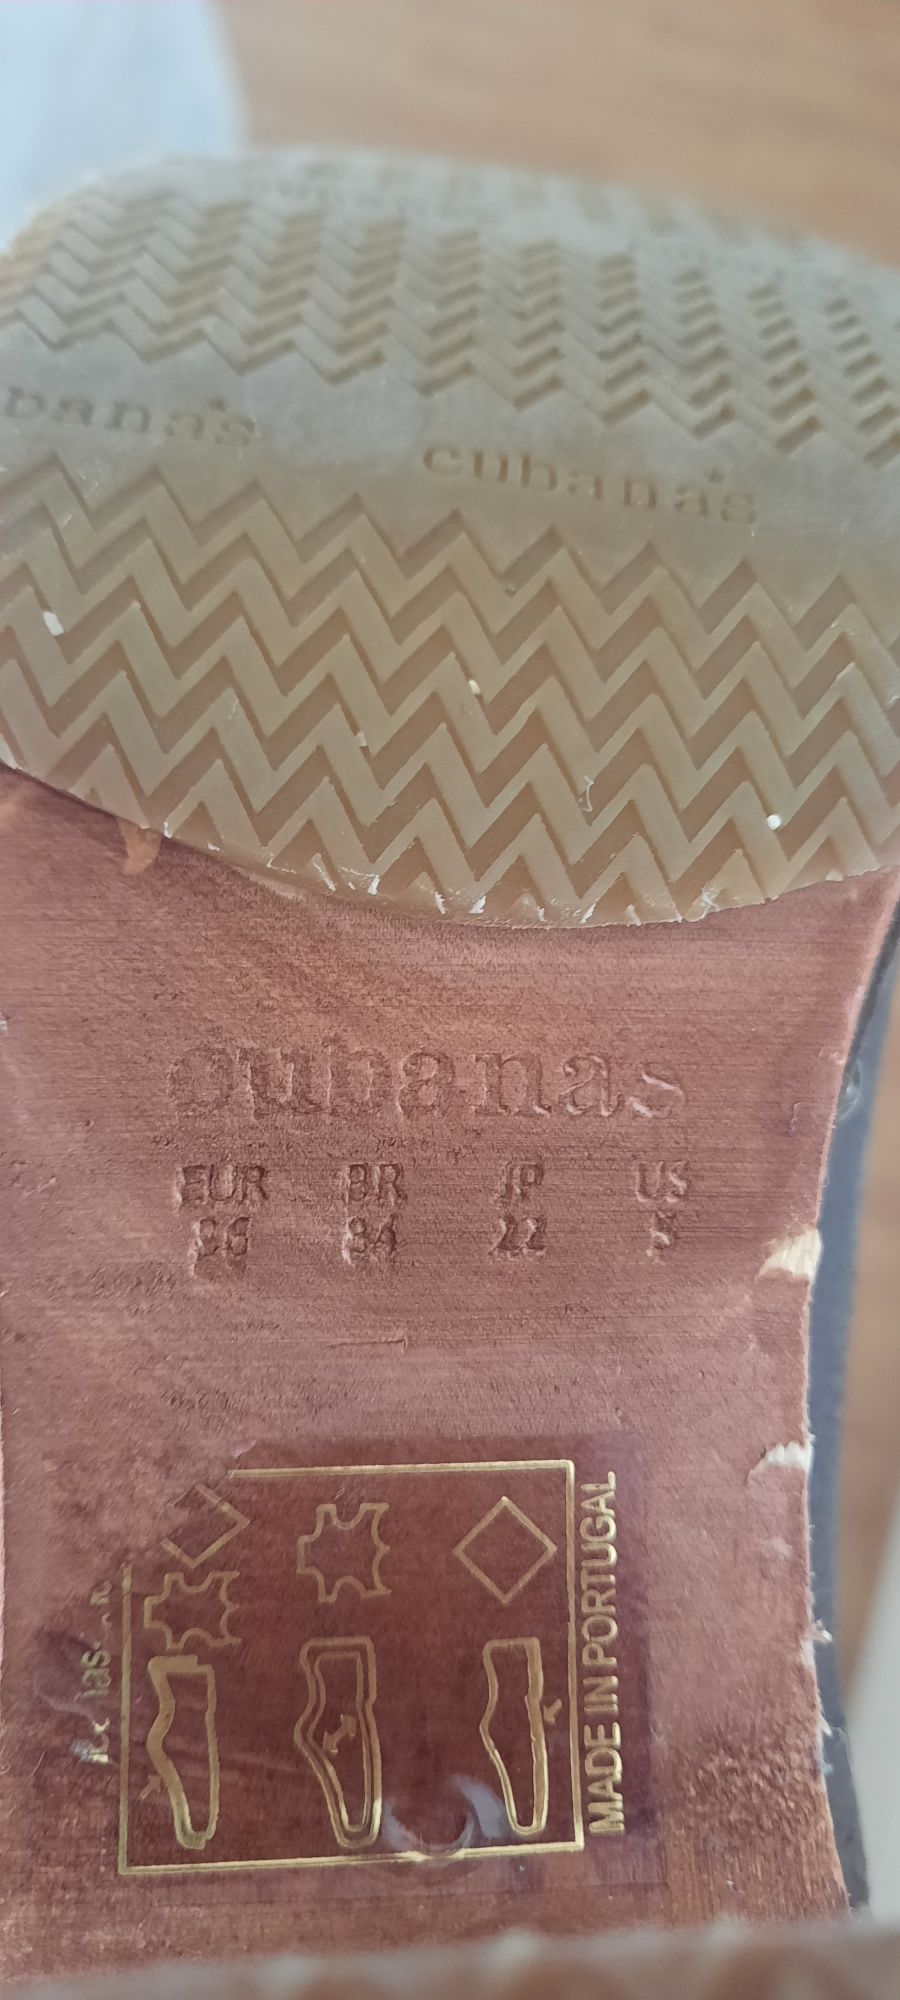 banas
cubanas
cubanas
EUR BR JP US
36 34 22 5
MADE IN PORTUGAL